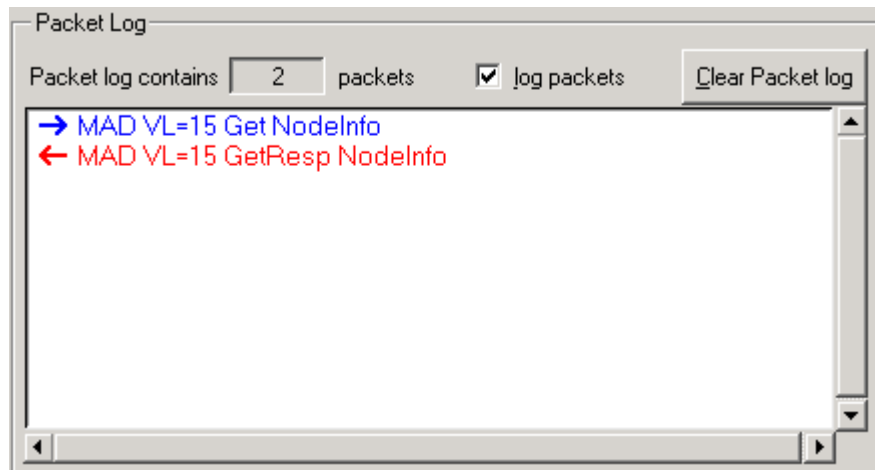 Packet Log
Packet log contains 2 packets log packets Clear Packet log
→ MAD VL=15 Get NodeInfo
← MAD VL=15 GetResp NodeInfo